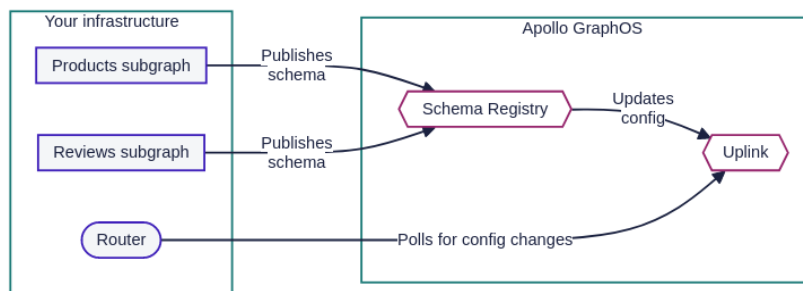 Your infrastructure
Apollo GraphOS
Products subgraph
Publishes
schema
Schema Registry
Updates
config
Reviews subgraph
Publishes
schema
Uplink
Router
Polls for config changes